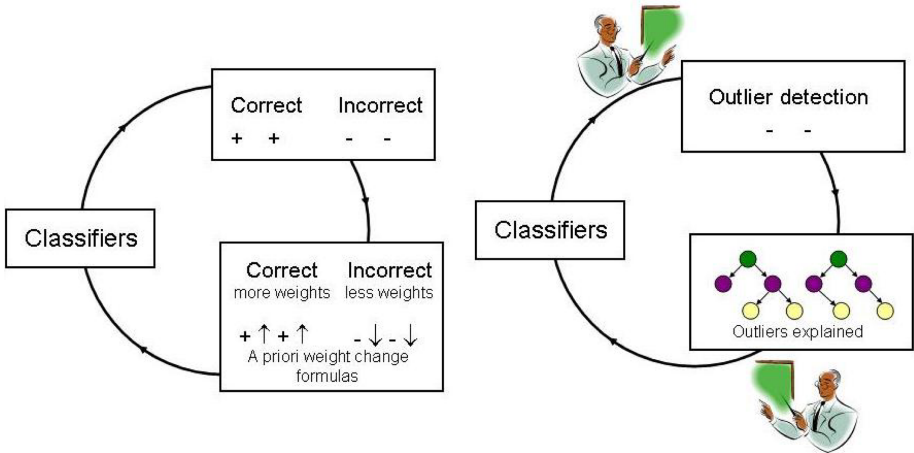 Correct Incorrect
+ + - -
Classifiers
Correct Incorrect
more weights less weights
+ ↑ + ↑ - ↓ - ↓
A priori weight change
formulas
Outlier detection
- -
Classifiers
Outliers explained